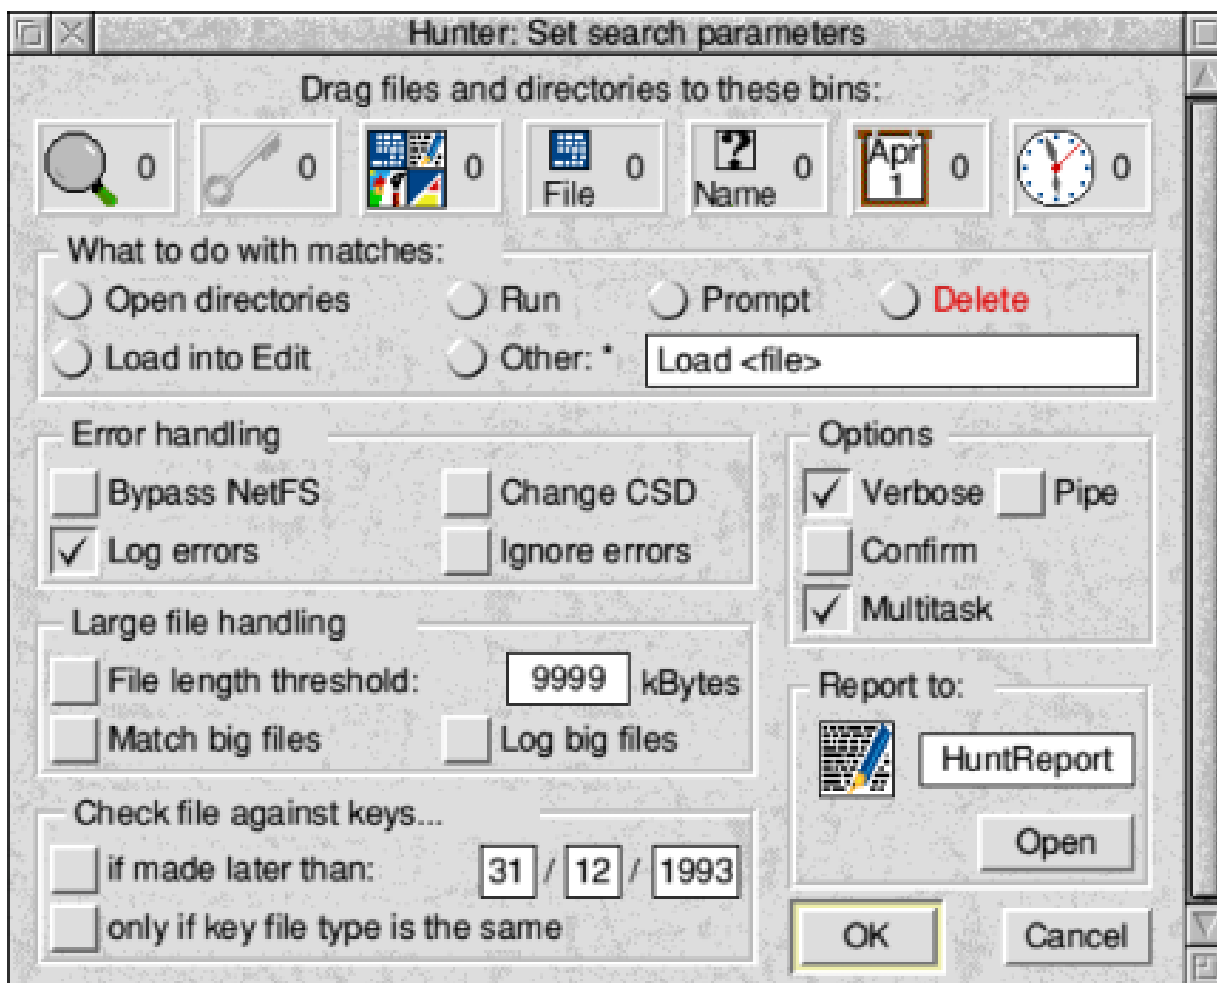 Hunter: Set search parameters
Drag files and directories to these bins:
0 0 0 File 0 Name 0 Apr 1 0 0
What to do with matches:
Open directories Run Prompt Delete
Load into Edit Other: * Load <file>
Error handling Options
Bypass NetFS Change CSD Verbose Pipe
Log errors Ignore errors Confirm
Large file handling Multitask
File length threshold: 9999 kBytes Report to:
Match big files Log big files HuntReport
Check file against keys... Open
if made later than: 31 / 12 / 1993
only if key file type is the same OK Cancel